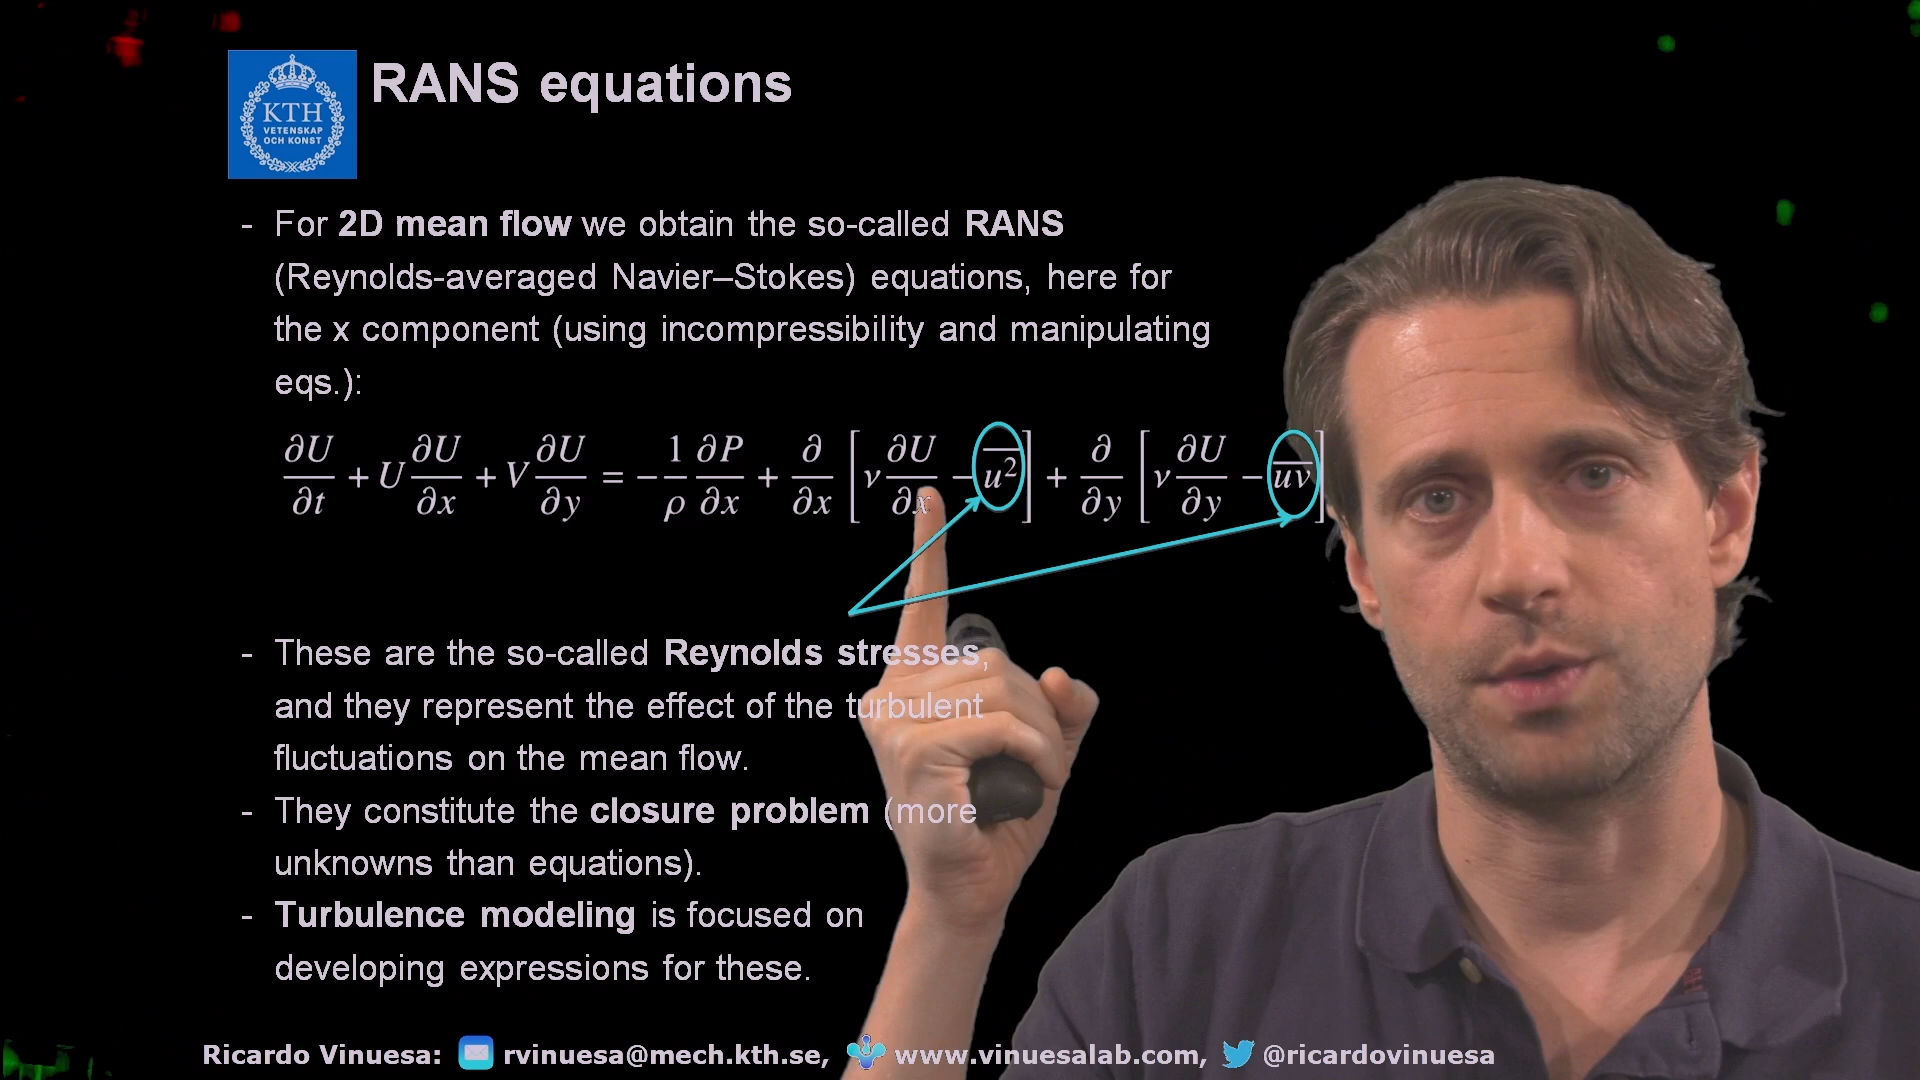 KTH
VETENSKAP
OCH KONST
RANS equations
- For 2D mean flow we obtain the so-called RANS
(Reynolds-averaged Navier–Stokes) equations, here for
the x component (using incompressibility and manipulating
eqs.):
∂U/∂t + U ∂U/∂x + V ∂U/∂y = − 1/ρ ∂P/∂x + ∂/∂x [ν ∂U/∂x − \overline{u²}] + ∂/∂y [ν ∂U/∂y − \overline{uv}]
- These are the so-called Reynolds stresses,
and they represent the effect of the turbulent
fluctuations on the mean flow.
- They constitute the closure problem (more
unknowns than equations).
- Turbulence modeling is focused on
developing expressions for these.
Ricardo Vinuesa: rvinuesa@mech.kth.se, www.vinuesalab.com, @ricardovinuesa